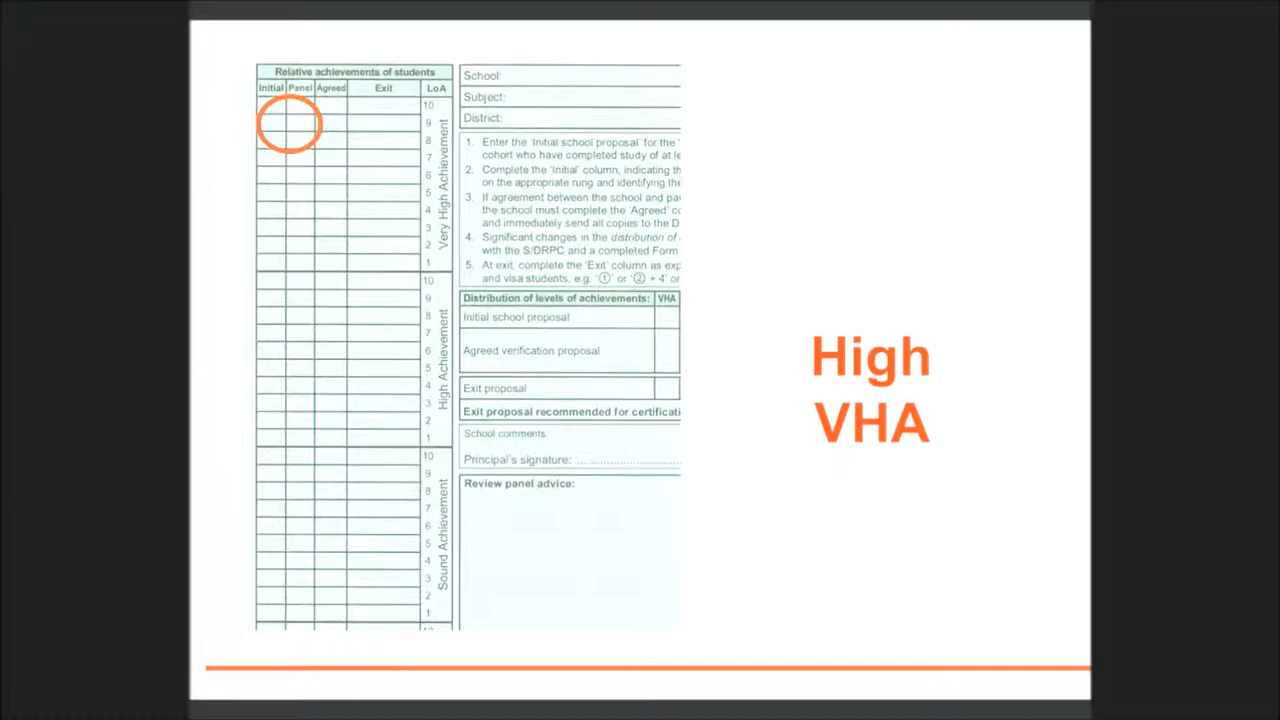 Relative achievements of students
Initial Panel Agreed Exit LoA
10
9
8
7
6
5
4
3
2
1
Very High Achievement
10
9
8
7
6
5
4
3
2
1
High Achievement
10
9
8
7
6
5
4
3
2
1
Sound Achievement
School:
Subject:
District:
1. Enter the 'Initial school proposal' for the
cohort who have completed study of at le
2. Complete the 'Initial' column, indicating th
on the appropriate rung and identifying the
3. If agreement between the school and pa
the school must complete the 'Agreed' co
and immediately send all copies to the D
4. Significant changes in the distribution of
with the S/DRPC and a completed Form
5. At exit, complete the 'Exit' column as exp
and visa students, e.g. '①' or '② + 4' or
Distribution of levels of achievements: VHA
Initial school proposal
Agreed verification proposal
Exit proposal
Exit proposal recommended for certificati
School comments.
Principal's signature:
Review panel advice:
High
VHA